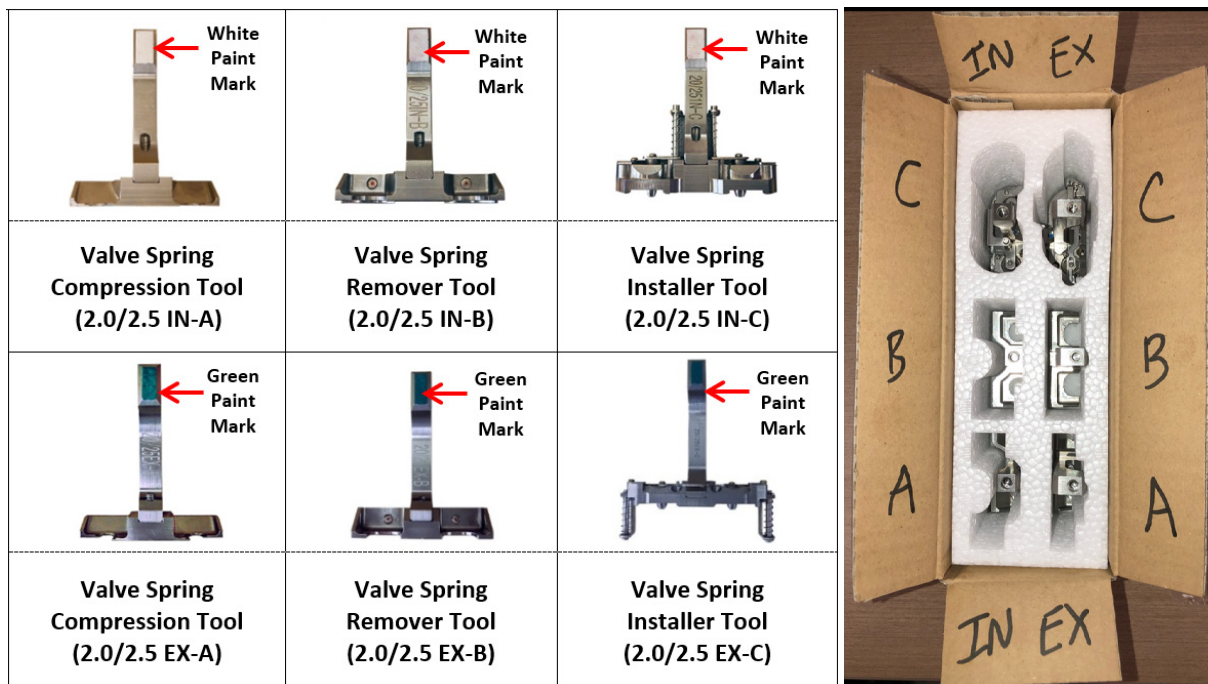 White
Paint
Mark
White
Paint
Mark
20/25IN-B
White
Paint
Mark
20/25IN-C
Valve Spring
Compression Tool
(2.0/2.5 IN-A)
Valve Spring
Remover Tool
(2.0/2.5 IN-B)
Valve Spring
Installer Tool
(2.0/2.5 IN-C)
Green
Paint
Mark
Green
Paint
Mark
Green
Paint
Mark
Valve Spring
Compression Tool
(2.0/2.5 EX-A)
Valve Spring
Remover Tool
(2.0/2.5 EX-B)
Valve Spring
Installer Tool
(2.0/2.5 EX-C)
IN EX
C
C
B
B
A
A
IN EX